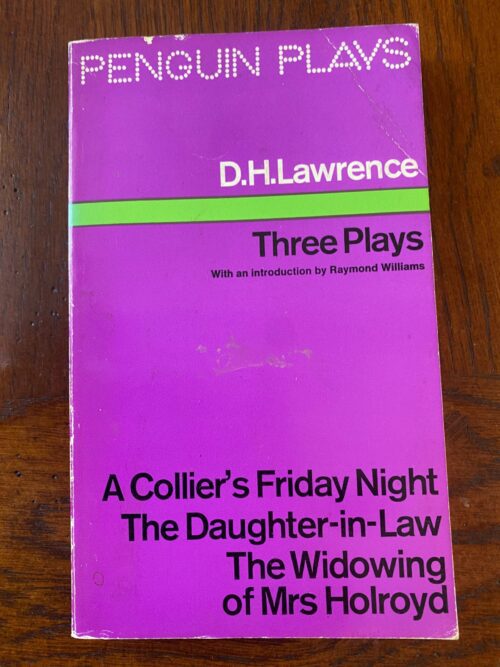 PENGUIN PLAYS
D.H.Lawrence
Three Plays
With an introduction by Raymond Williams
A Collier's Friday Night
The Daughter-in-Law
The Widowing
of Mrs Holroyd